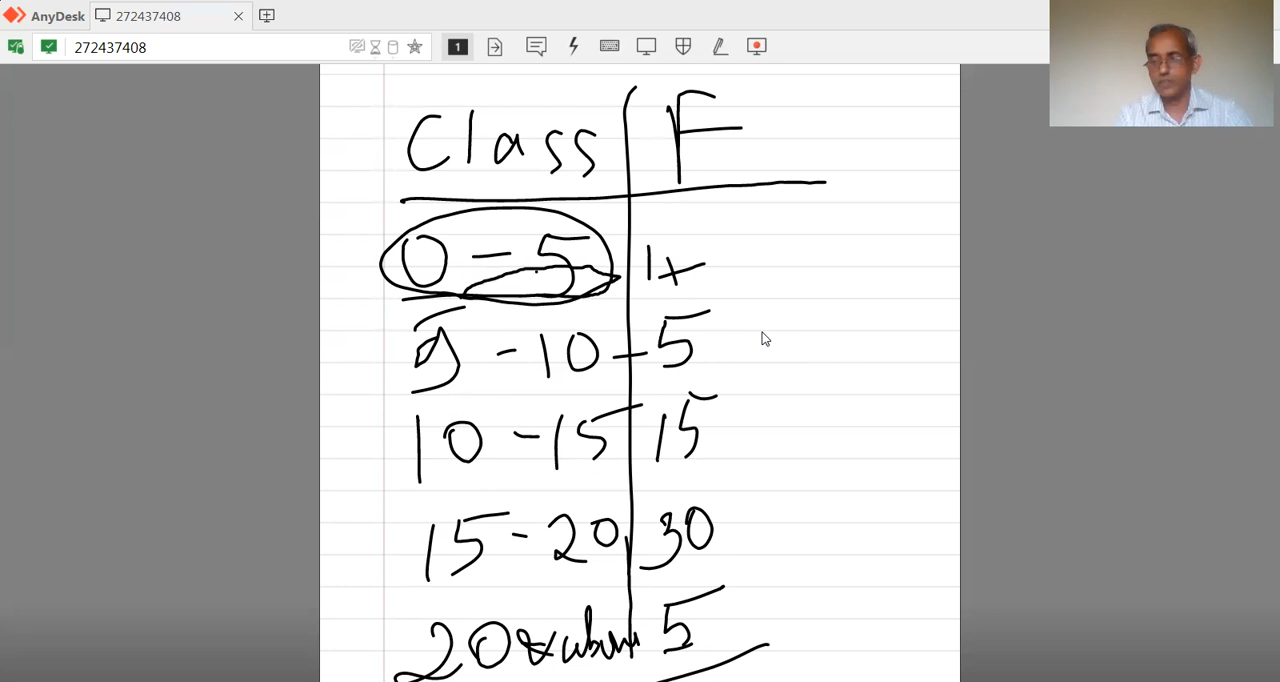 AnyDesk 272437408
272437408 1
Class F
0-5
5-10 5
10-15 15
15-20 30
20 & above 5